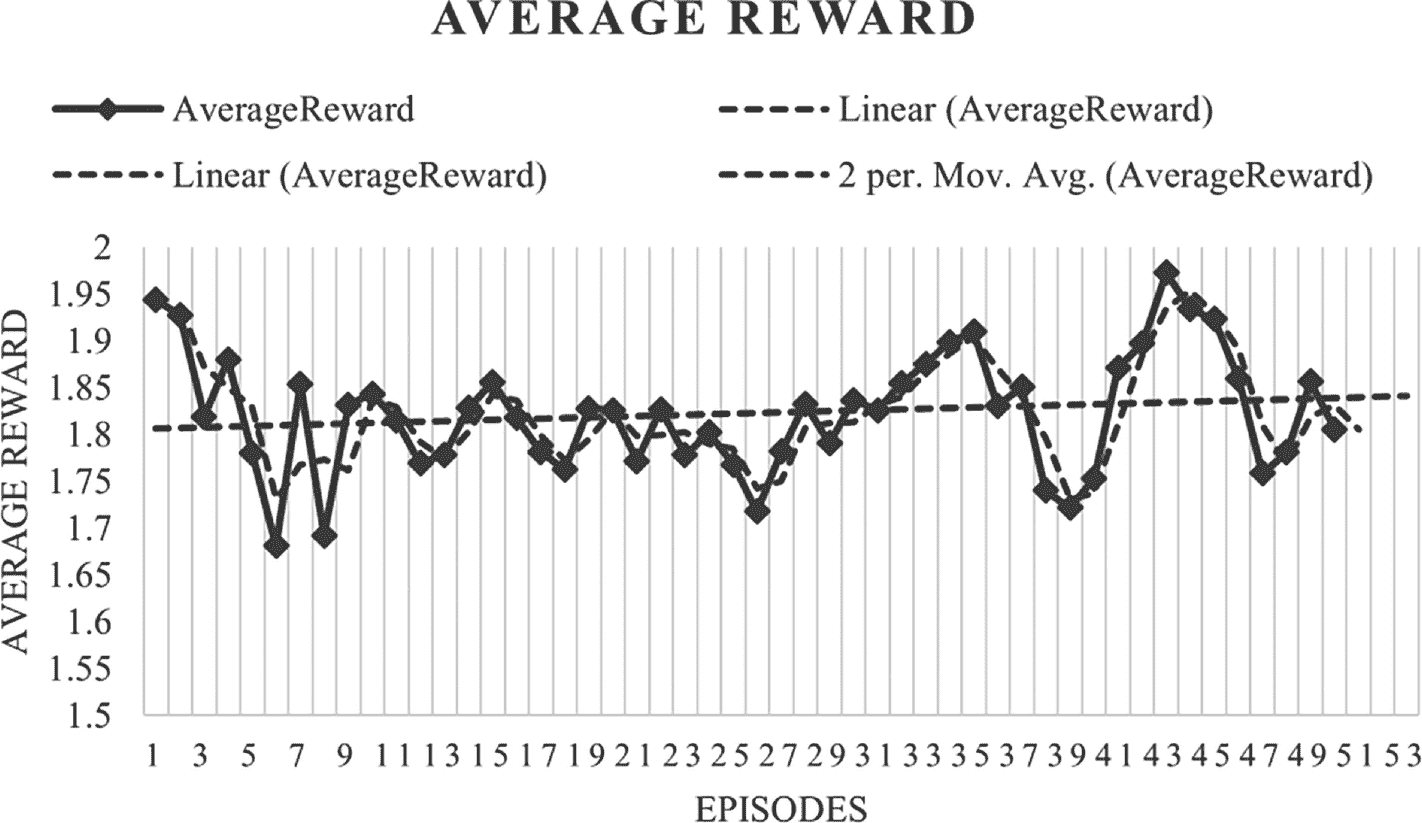 AVERAGE REWARD
AverageReward
Linear (AverageReward)
Linear (AverageReward)
2 per. Mov. Avg. (AverageReward)
2
1.95
1.9
1.85
1.8
1.75
1.7
1.65
1.6
1.55
1.5
AVERAGE REWARD
1 3 5 7 9 11 13 15 17 19 21 23 25 27 29 31 33 35 37 39 41 43 45 47 49 51 53
EPISODES